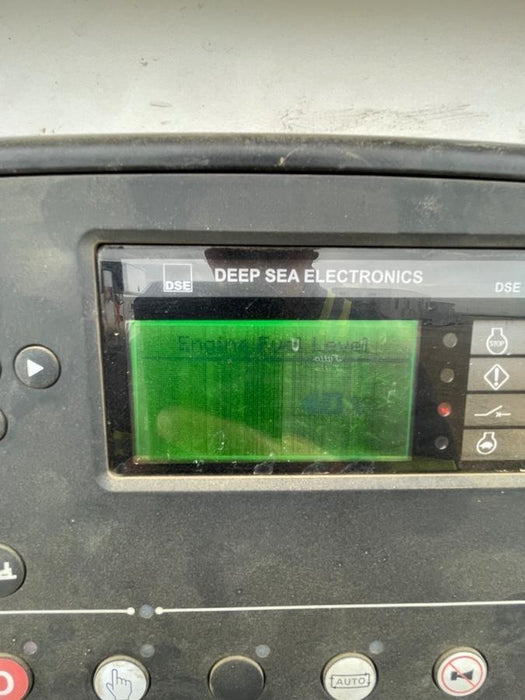 DSE
DEEP SEA ELECTRONICS
DSE
Engine Fuel Level
STOP
AUTO